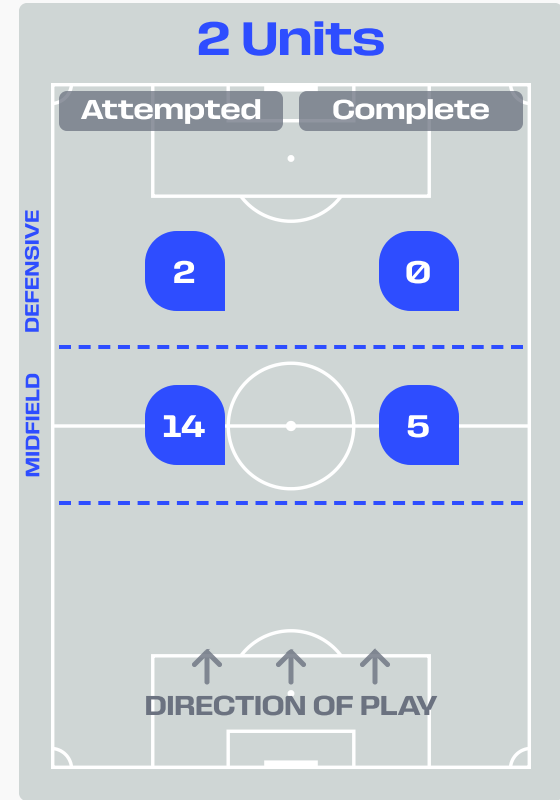 2 Units
Attempted Complete
DEFENSIVE
2 0
MIDFIELD
14 5
DIRECTION OF PLAY